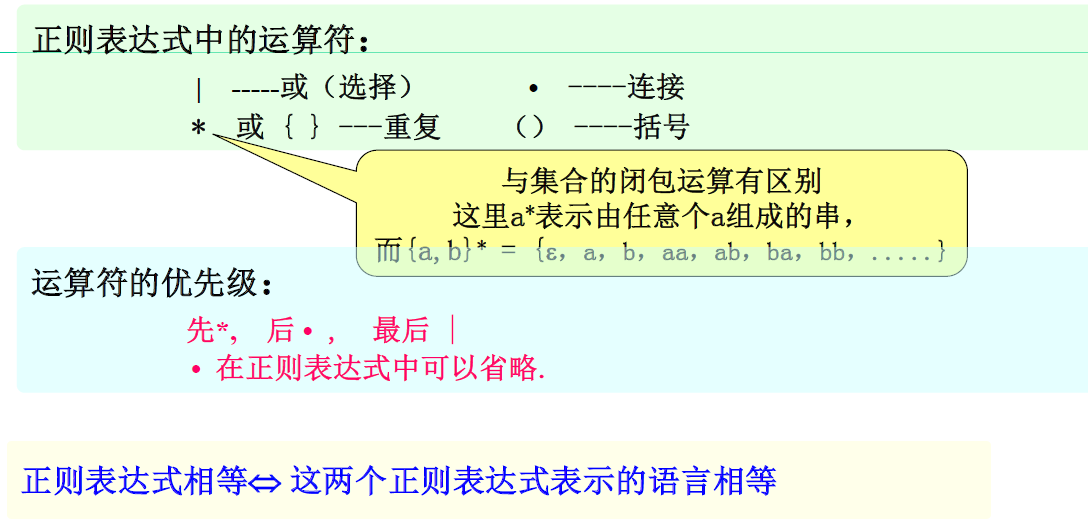 正则表达式中的运算符：
| -----或（选择） • ----连接
* 或 { } ---重复 （） ----括号
与集合的闭包运算有区别
这里a*表示由任意个a组成的串，
而{a,b}* = {ε，a，b，aa，ab，ba，bb，.....}
运算符的优先级：
先*， 后 • ， 最后 |
• 在正则表达式中可以省略.
正则表达式相等⇔ 这两个正则表达式表示的语言相等